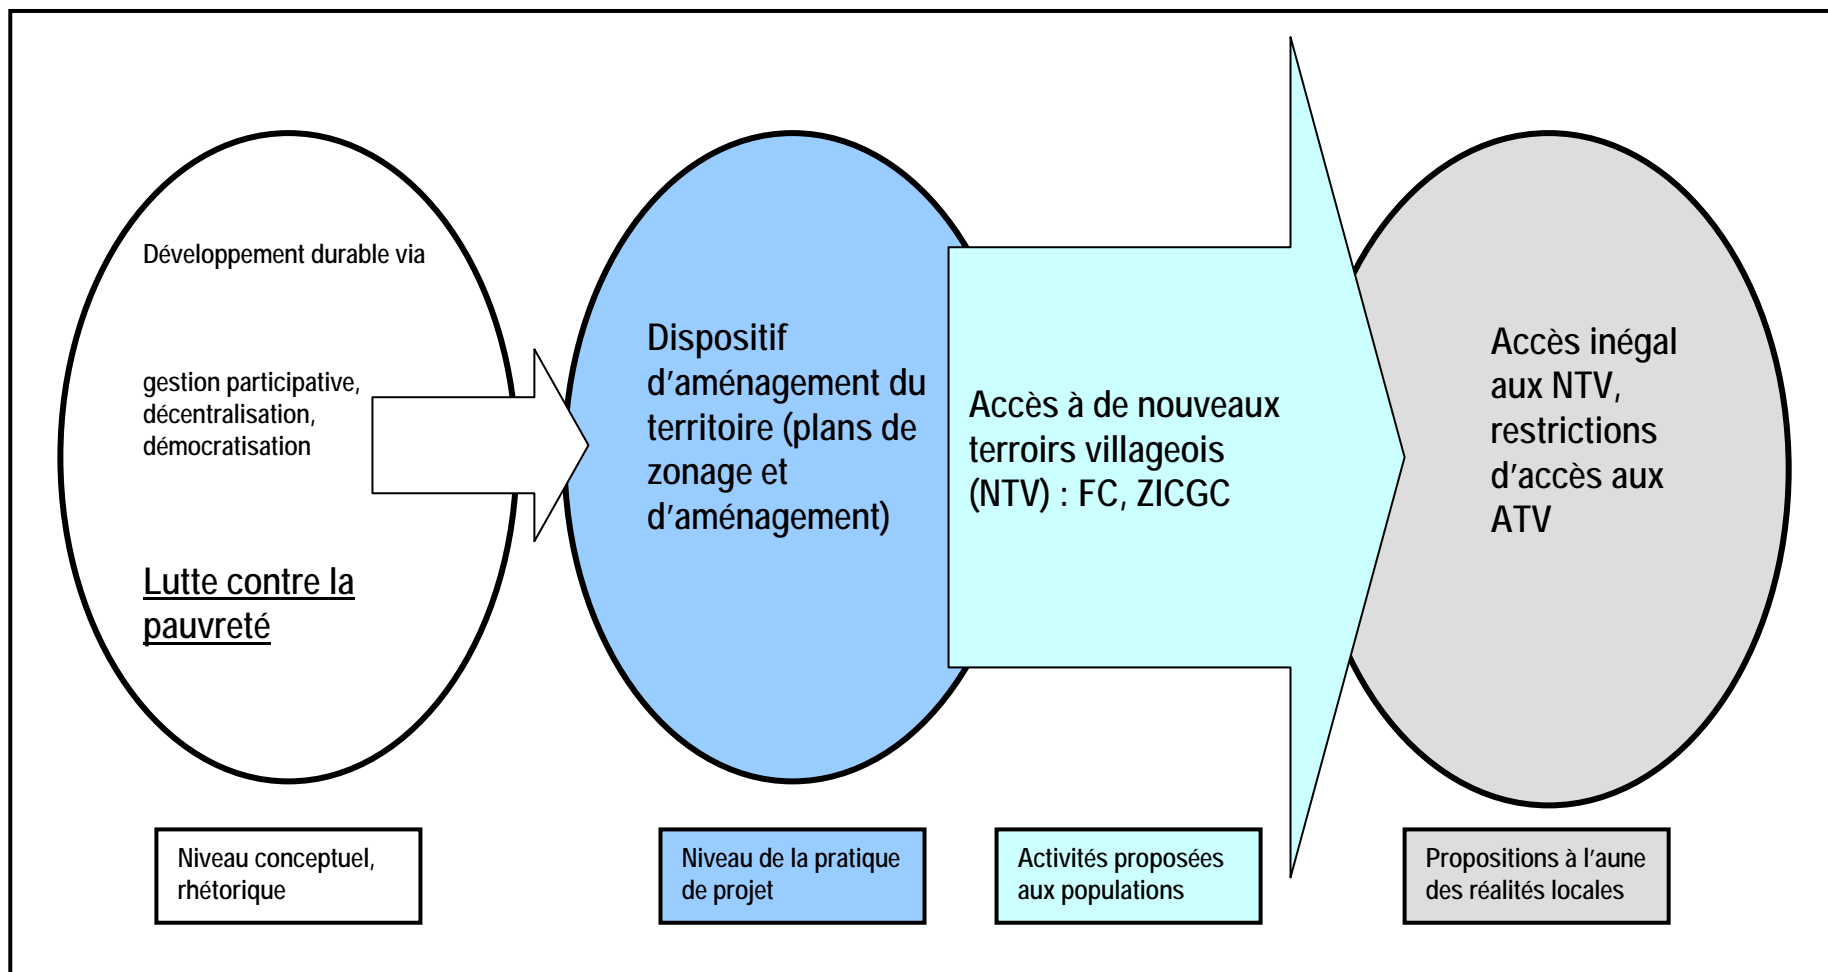 Développement durable via
gestion participative,
décentralisation,
démocratisation
Lutte contre la
pauvreté
Dispositif
d’aménagement du
territoire (plans de
zonage et
d’aménagement)
Accès à de nouveaux
terroirs villageois
(NTV) : FC, ZICGC
Accès inégal
aux NTV,
restrictions
d’accès aux
ATV
Niveau conceptuel,
rhétorique
Niveau de la pratique
de projet
Activités proposées
aux populations
Propositions à l’aune
des réalités locales